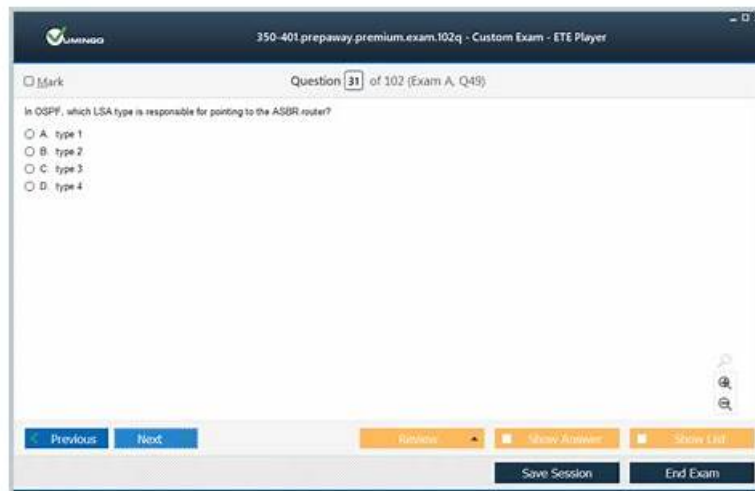 VUMINGO
350-401.prepaway.premium.exam.102q - Custom Exam - ETE Player
Mark
Question 31 of 102 (Exam A, Q49)
In OSPF, which LSA type is responsible for pointing to the ASBR router?
A. type 1
B. type 2
C. type 3
D. type 4
Previous
Next
Review
Show Answer
Show List
Save Session
End Exam